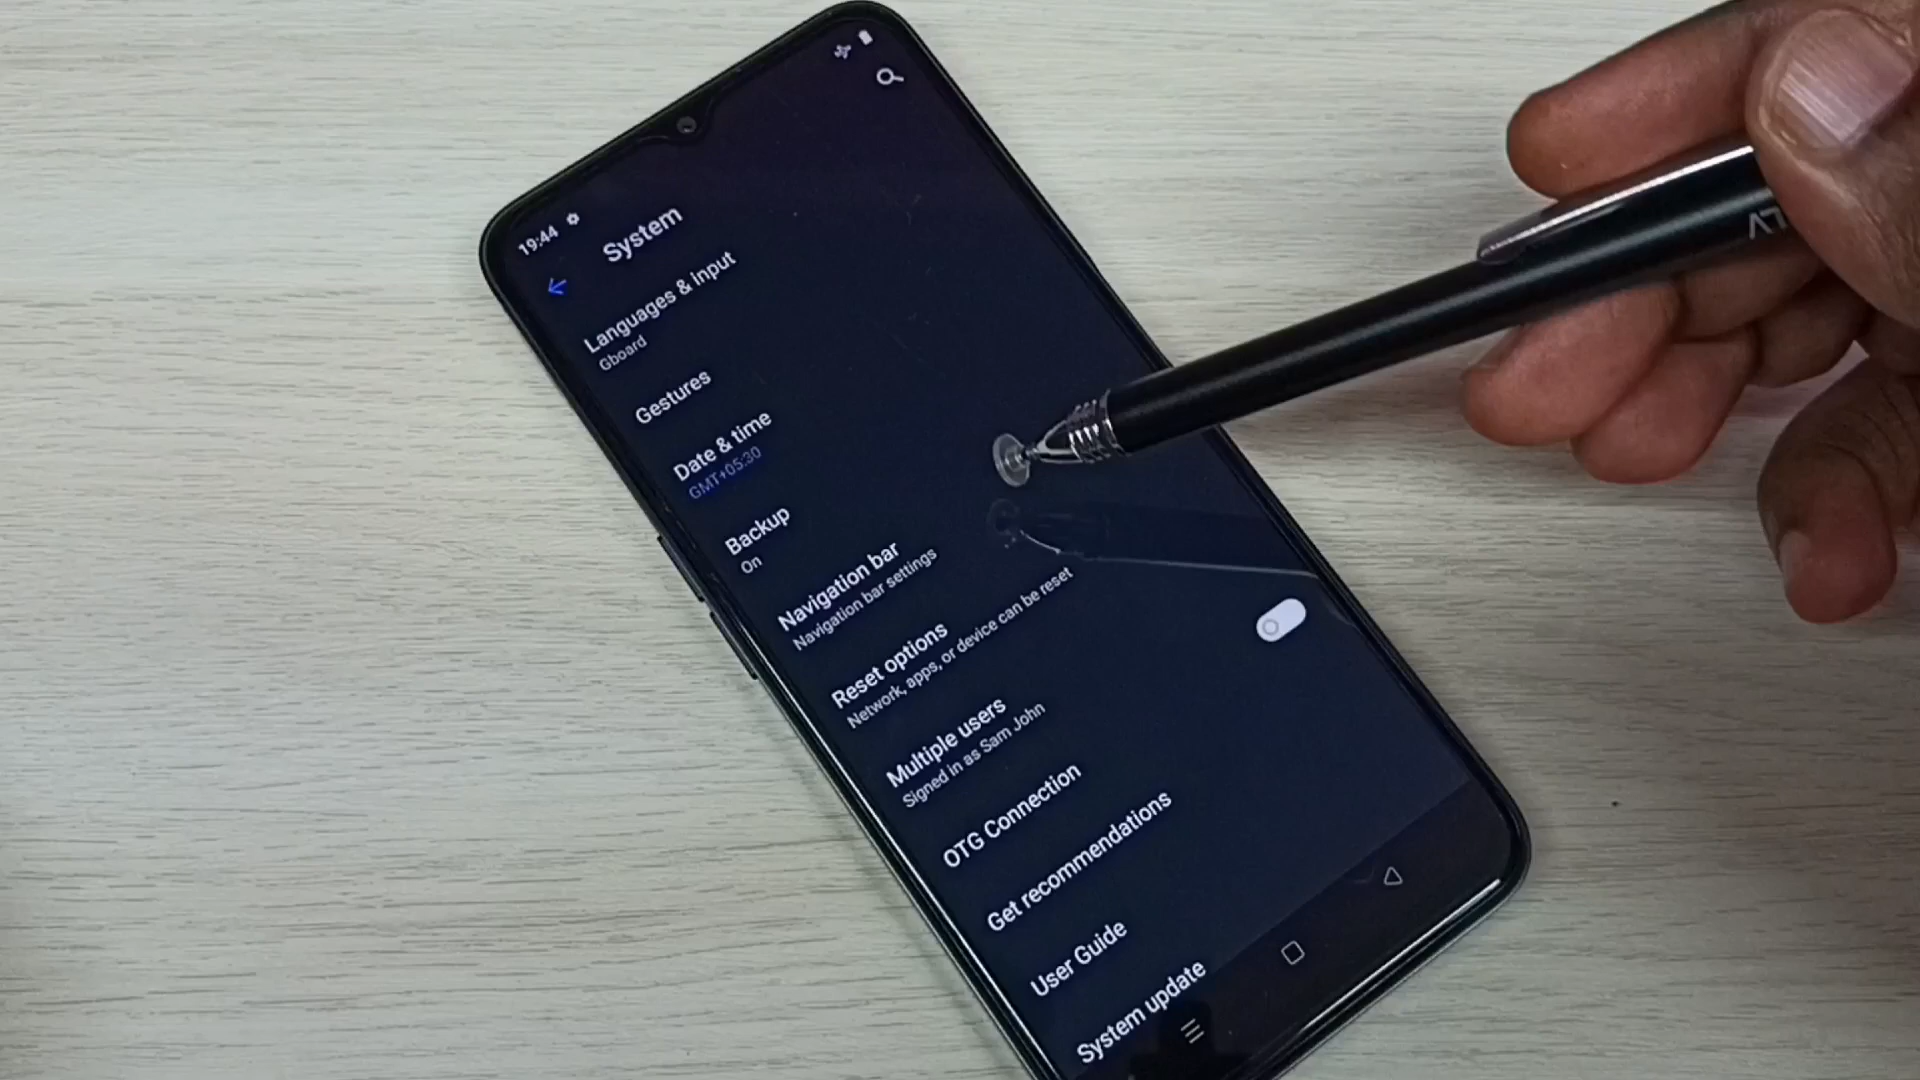 19:44
System
Languages & input
Gboard
Gestures
Date & time
GMT+05:30
Backup
On
Navigation bar
Navigation bar settings
Reset options
Network, apps, or device can be reset
Multiple users
Signed in as Sam John
OTG Connection
Get recommendations
User Guide
System update